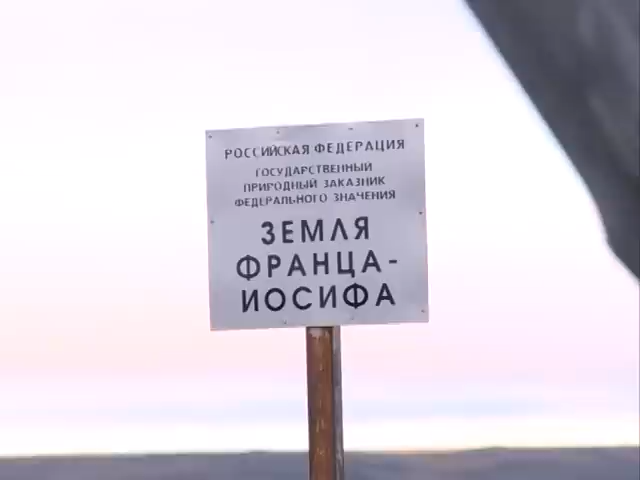 РОССИЙСКАЯ ФЕДЕРАЦИЯ
ГОСУДАРСТВЕННЫЙ
ПРИРОДНЫЙ ЗАКАЗНИК
ФЕДЕРАЛЬНОГО ЗНАЧЕНИЯ
ЗЕМЛЯ
ФРАНЦА-
ИОСИФА